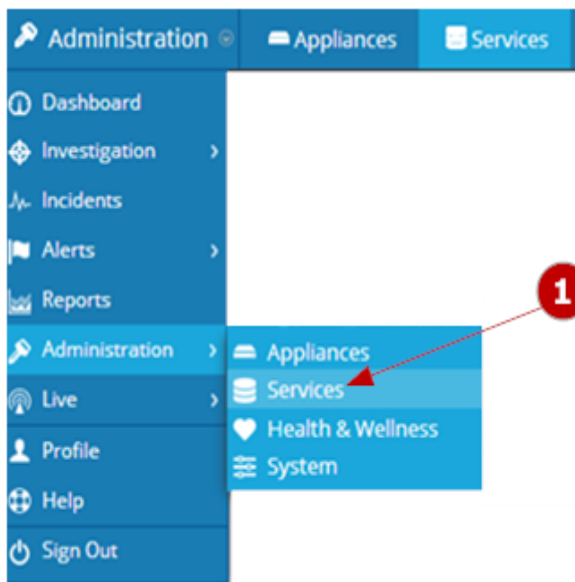 Administration Appliances Services
Dashboard
Investigation
Incidents
Alerts
Reports
Administration
Live
Profile
Help
Sign Out
Appliances
Services
Health & Wellness
System
1